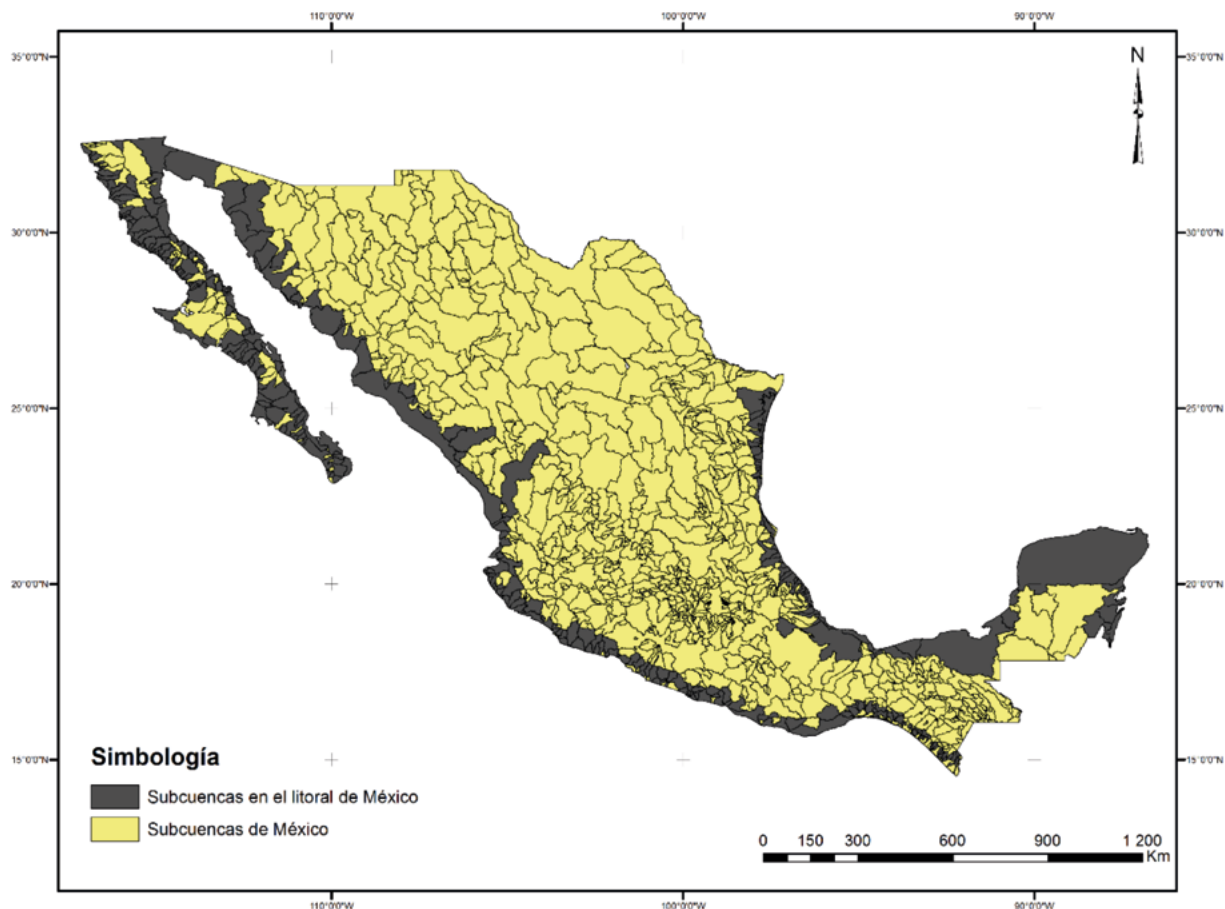 110°0'0"W 100°0'0"W 90°0'0"W
35°0'0"N 35°0'0"N
N
30°0'0"N 30°0'0"N
25°0'0"N 25°0'0"N
20°0'0"N 20°0'0"N
15°0'0"N 15°0'0"N
Simbología
Subcuencas en el litoral de México
Subcuencas de México
0 150 300 600 900 1 200
Km
110°0'0"W 100°0'0"W 90°0'0"W